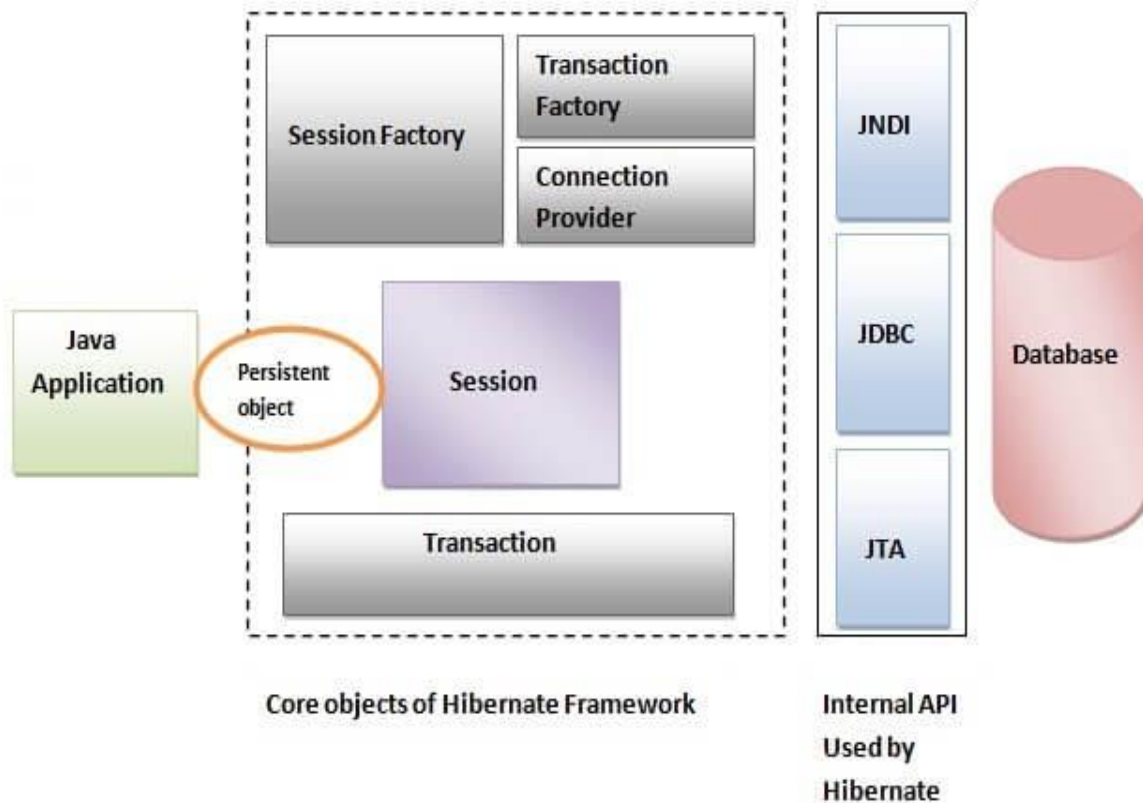 Session Factory
Transaction
Factory
Connection
Provider
JNDI
Java
Application
Persistent
object
Session
JDBC
Database
Transaction
JTA
Core objects of Hibernate Framework
Internal API
Used by
Hibernate